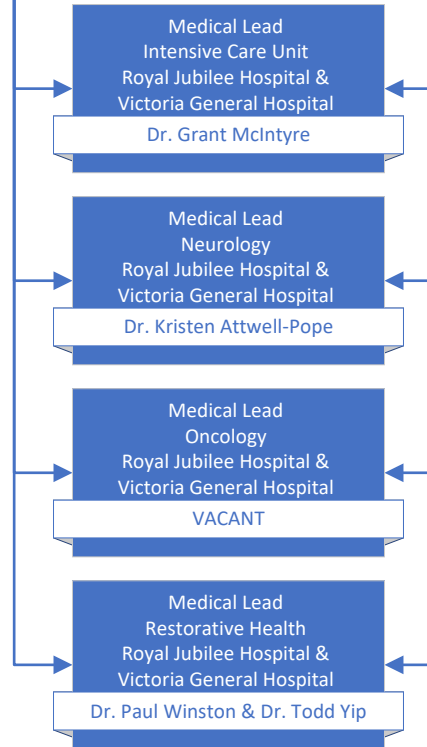 Medical Lead
Intensive Care Unit
Royal Jubilee Hospital &
Victoria General Hospital
Dr. Grant McIntyre
Medical Lead
Neurology
Royal Jubilee Hospital &
Victoria General Hospital
Dr. Kristen Attwell-Pope
Medical Lead
Oncology
Royal Jubilee Hospital &
Victoria General Hospital
VACANT
Medical Lead
Restorative Health
Royal Jubilee Hospital &
Victoria General Hospital
Dr. Paul Winston & Dr. Todd Yip